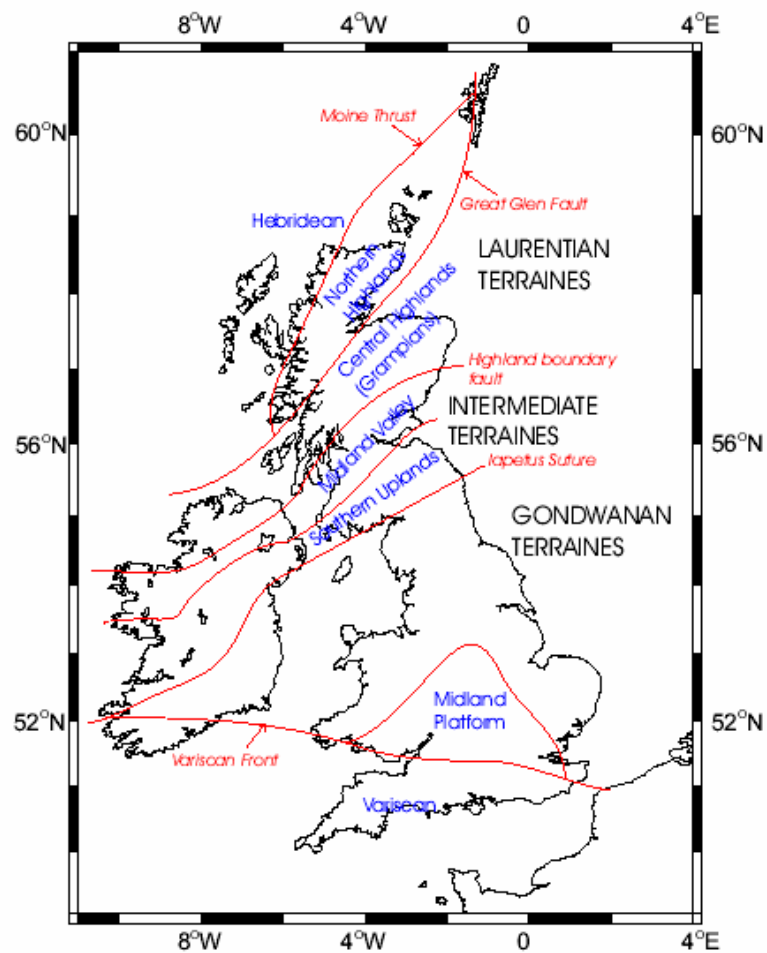 8°W 4°W 0 4°E
60°N 60°N
Moine Thrust
Great Glen Fault
Hebridean
LAURENTIAN
TERRAINES
Northern
Highlands
Central Highlands
(Grampians)
Highland boundary
fault
INTERMEDIATE
TERRAINES
Midland Valley
56°N 56°N
Iapetus Suture
Southern Uplands
GONDWANAN
TERRAINES
Midland
Platform
52°N 52°N
Variscan Front
Variscan
8°W 4°W 0 4°E